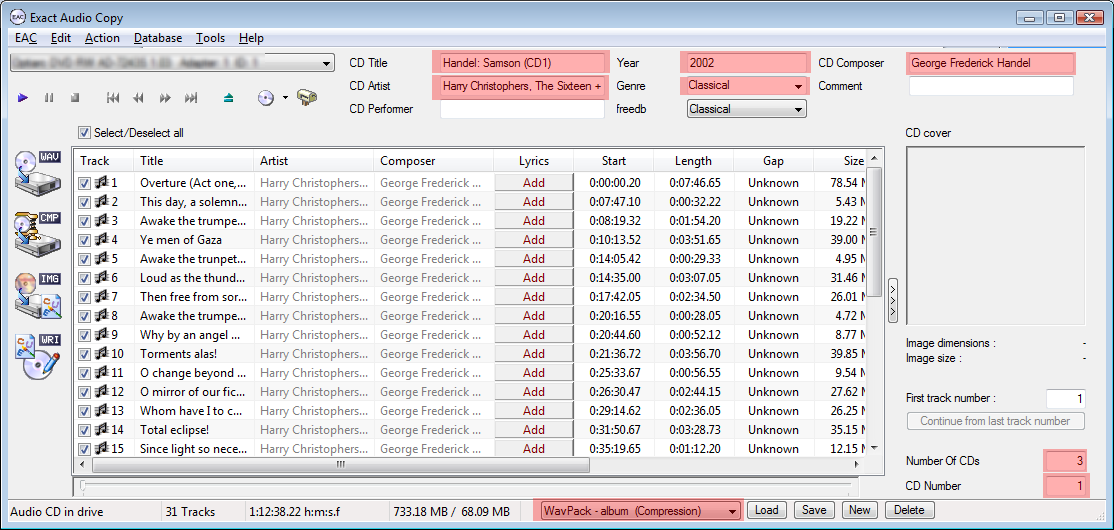 Exact Audio Copy
EAC Edit Action Database Tools Help
CD Title Handel: Samson (CD1) Year 2002 CD Composer George Frederick Handel
CD Artist Harry Christophers, The Sixteen + Genre Classical Comment
CD Performer freedb Classical
Select/Deselect all CD cover
WAV
CMP
IMG
WRI
Track Title Artist Composer Lyrics Start Length Gap Size
1 Overture (Act one,... Harry Christophers... George Frederick ... Add 0:00:00.20 0:07:46.65 Unknown 78.54 M
2 This day, a solemn... Harry Christophers... George Frederick ... Add 0:07:47.10 0:00:32.22 Unknown 5.43 M
3 Awake the trumpe... Harry Christophers... George Frederick ... Add 0:08:19.32 0:01:54.20 Unknown 19.22 M
4 Ye men of Gaza Harry Christophers... George Frederick ... Add 0:10:13.52 0:03:51.65 Unknown 39.00 M
5 Awake the trunpet... Harry Christophers... George Frederick ... Add 0:14:05.42 0:00:29.33 Unknown 4.95 M
6 Loud as the thund... Harry Christophers... George Frederick ... Add 0:14:35.00 0:03:07.05 Unknown 31.46 M
7 Then free from sor... Harry Christophers... George Frederick ... Add 0:17:42.05 0:02:34.50 Unknown 26.01 M
8 Awake the trumpe... Harry Christophers... George Frederick ... Add 0:20:16.55 0:00:28.05 Unknown 4.72 M
9 Why by an angel ... Harry Christophers... George Frederick ... Add 0:20:44.60 0:00:52.12 Unknown 8.77 M
10 Torments alas! Harry Christophers... George Frederick ... Add 0:21:36.72 0:03:56.70 Unknown 39.85 M
11 O change beyond ... Harry Christophers... George Frederick ... Add 0:25:33.67 0:00:56.55 Unknown 9.54 M
12 O mirror of our fic... Harry Christophers... George Frederick ... Add 0:26:30.47 0:02:44.15 Unknown 27.62 M
13 Whom have I to c... Harry Christophers... George Frederick ... Add 0:29:14.62 0:02:36.05 Unknown 26.25 M
14 Total eclipse! Harry Christophers... George Frederick ... Add 0:31:50.67 0:03:28.73 Unknown 35.15 M
15 Since light so nece... Harry Christophers... George Frederick ... Add 0:35:19.65 0:01:12.20 Unknown 12.15 M
Image dimensions : -
Image size : -
First track number : 1
Continue from last track number
Number Of CDs 3
CD Number 1
Audio CD in drive 31 Tracks 1:12:38.22 h:m:s.f 733.18 MB / 68.09 MB WavPack - album (Compression) Load Save New Delete